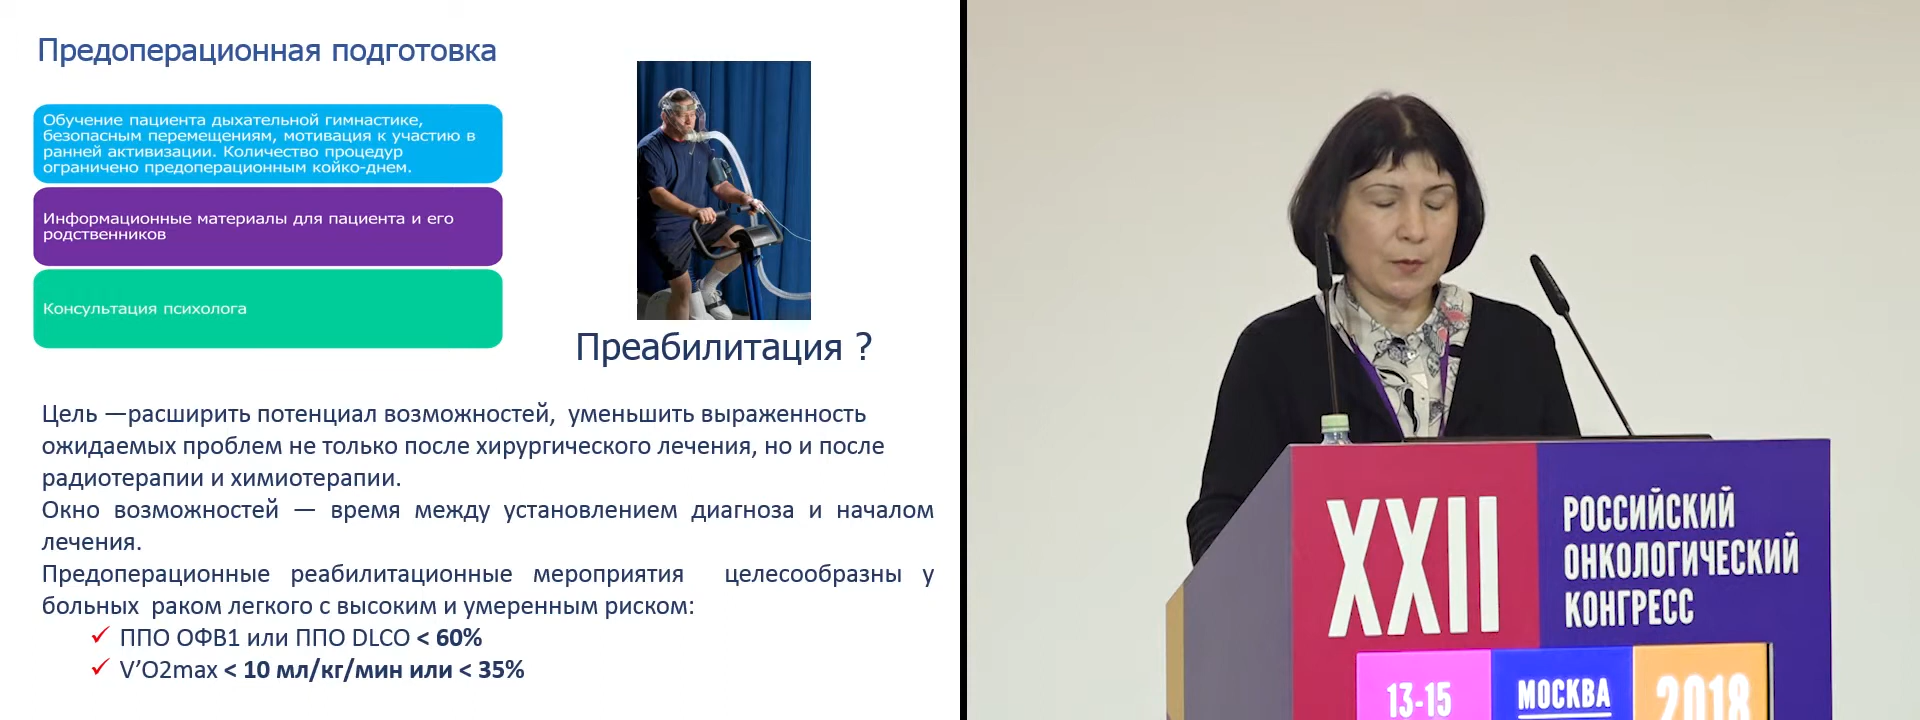 Предоперационная подготовка
Обучение пациента дыхательной гимнастике,
безопасным перемещениям, мотивация к участию в
ранней активизации. Количество процедур
ограничено предоперационным койко-днем.
Информационные материалы для пациента и его
родственников
Консультация психолога
Преабилитация ?
Цель —расширить потенциал возможностей, уменьшить выраженность
ожидаемых проблем не только после хирургического лечения, но и после
радиотерапии и химиотерапии.
Окно возможностей — время между установлением диагноза и началом
лечения.
Предоперационные реабилитационные мероприятия целесообразны у
больных раком легкого с высоким и умеренным риском:
ППО ОФВ1 или ППО DLCO < 60%
V’O2max < 10 мл/кг/мин или < 35%
XXII
РОССИЙСКИЙ
ОНКОЛОГИЧЕСКИЙ
КОНГРЕСС
13-15
МОСКВА
2018